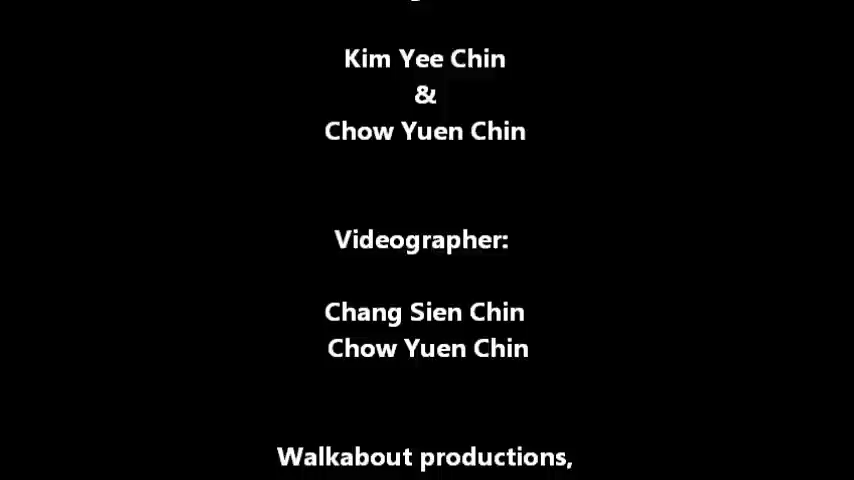 Kim Yee Chin
&
Chow Yuen Chin
Videographer:
Chang Sien Chin
Chow Yuen Chin
Walkabout productions,